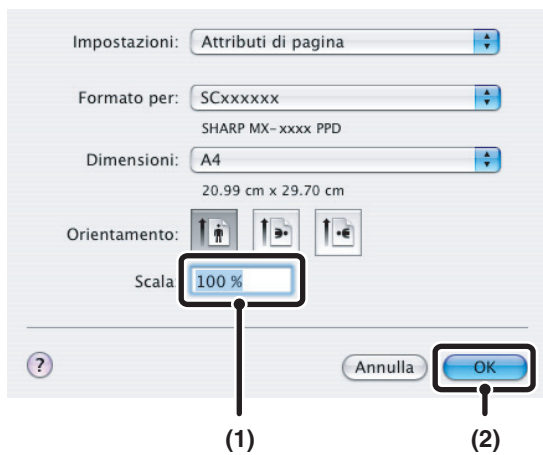 Impostazioni: Attributi di pagina
Formato per: SCxxxxxx
SHARP MX-xxxx PPD
Dimensioni: A4
20.99 cm x 29.70 cm
Orientamento:
Scala: 100 %
? Annulla OK
(1) (2)